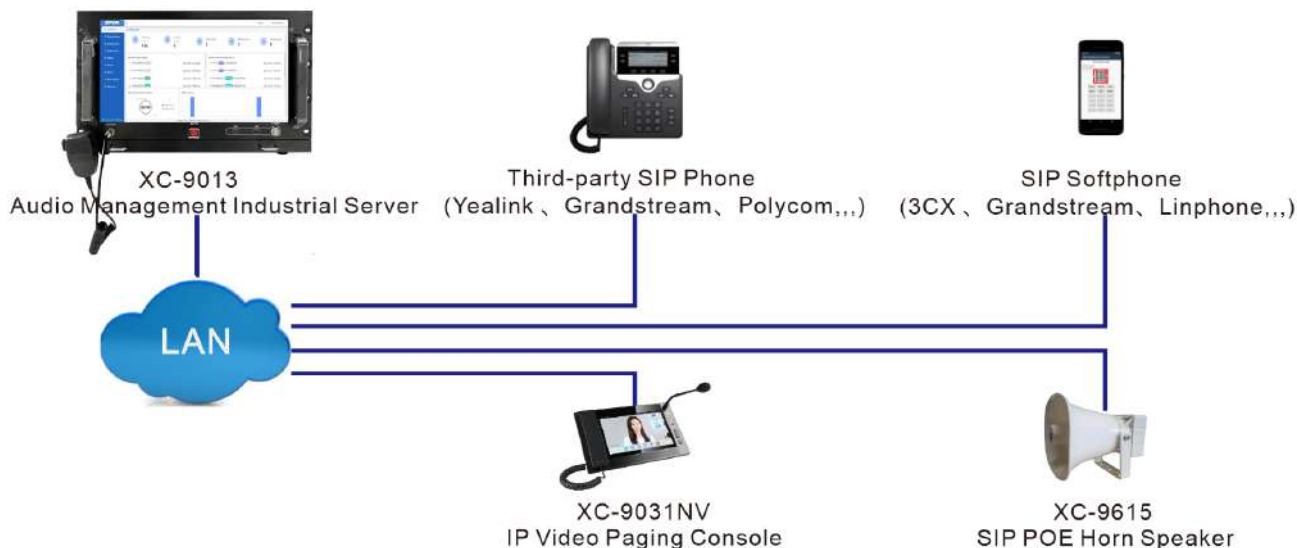 XC-9013
Audio Management Industrial Server
Third-party SIP Phone
(Yealink 、Grandstream、Polycom,,,)
SIP Softphone
(3CX 、Grandstream、Linphone,,,)
LAN
XC-9031NV
IP Video Paging Console
XC-9615
SIP POE Horn Speaker